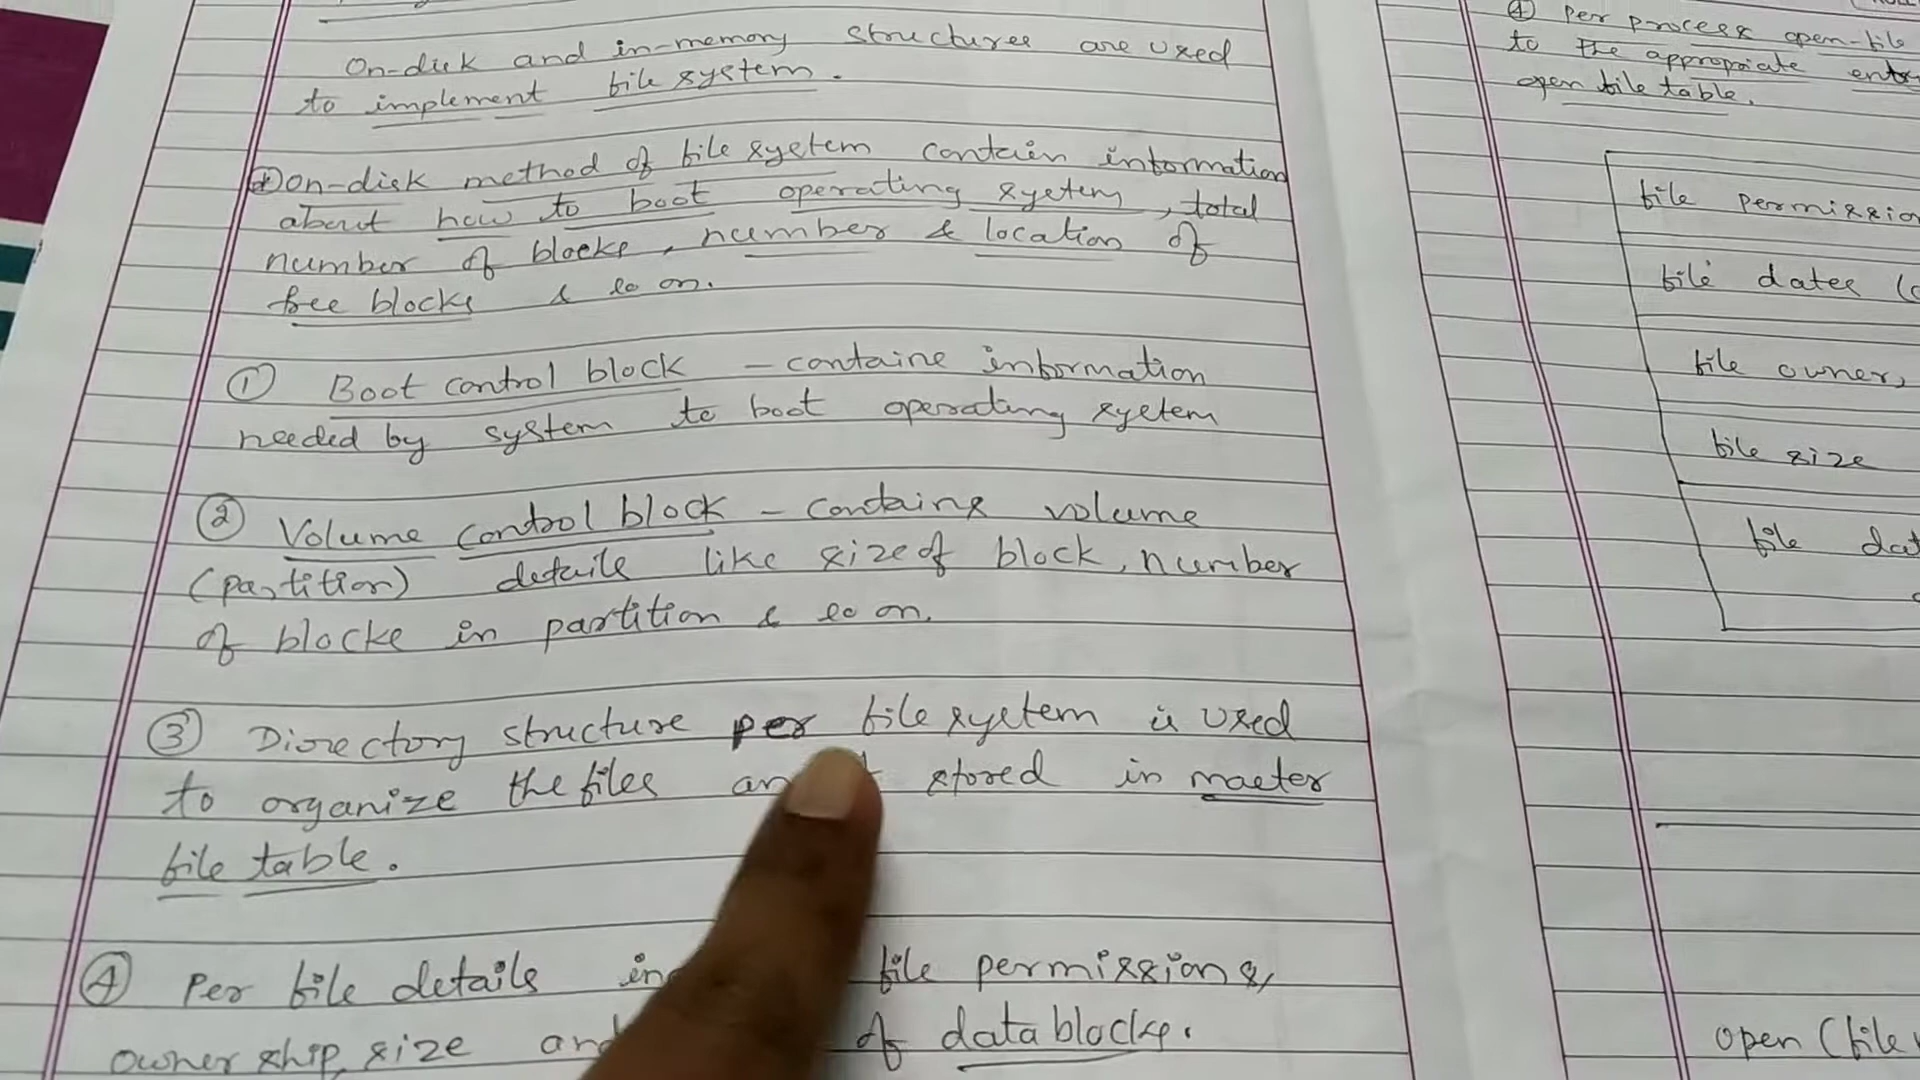 On-disk and in-memory structures are used
to implement file system.
On-disk method of file system contain information
about how to boot operating system, total
number of blocks, number & location of
free blocks & so on.
① Boot control block - contains information
needed by system to boot operating system
② Volume control block - contains volume
(partition) details like size of block, number
of blocks in partition & so on.
③ Directory structure per file system is used
to organize the files stored in master
file table.
④ Per file details file permissions,
ownership, size of data blocks.
④ Per process open-file
to the appropriate
open file table.
file permission
file dates
file owner,
file size
file
open (file